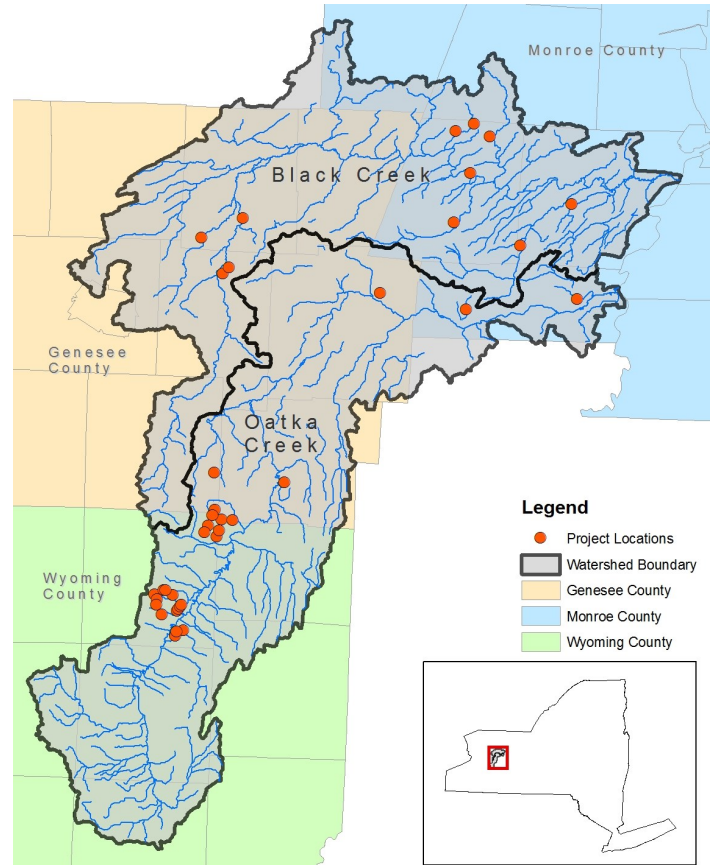 Monroe County
Black Creek
Genesee
County
Oatka
Creek
Wyoming
County
Legend
Project Locations
Watershed Boundary
Genesee County
Monroe County
Wyoming County